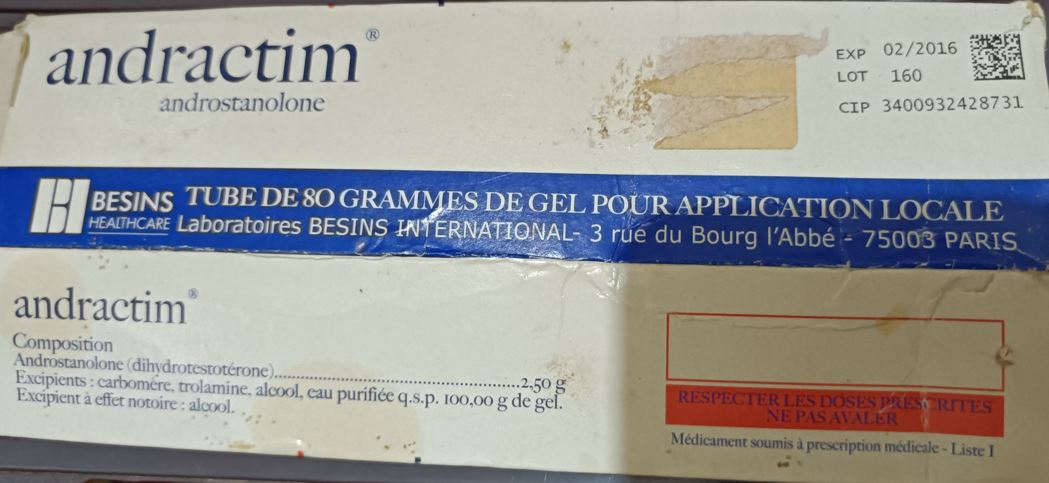 andractim®
androstanolone
EXP 02/2016
LOT 160
CIP 3400932428731
BESINS HEALTHCARE
TUBE DE 80 GRAMMES DE GEL POUR APPLICATION LOCALE
Laboratoires BESINS INTERNATIONAL- 3 rue du Bourg l'Abbé - 75003 PARIS
andractim®
Composition
Androstanolone (dihydrotestotérone)..........2,50 g
Excipients : carbomére, trolamine, alcool, eau purifiée q.s.p. 100,00 g de gel.
Excipient à effet notoire : alcool.
RESPECTER LES DOSES PRESCRITES
NE PAS AVALER
Médicament soumis à prescription médicale - Liste I